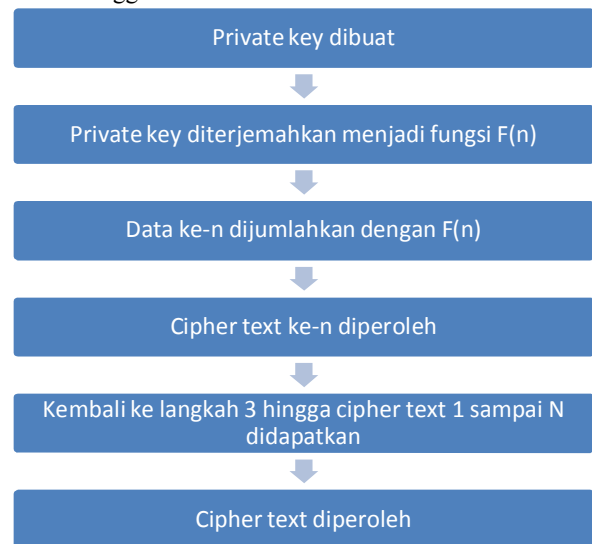 Private key dibuat
Private key diterjemahkan menjadi fungsi F(n)
Data ke-n dijumlahkan dengan F(n)
Cipher text ke-n diperoleh
Kembali ke langkah 3 hingga cipher text 1 sampai N
didapatkan
Cipher text diperoleh